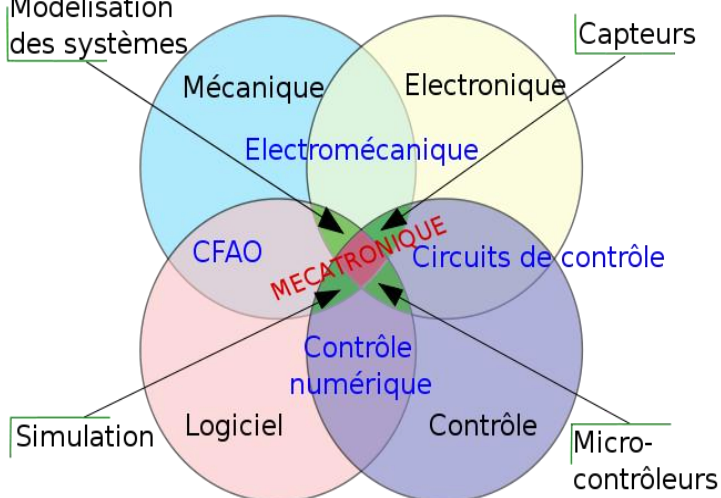 Modélisation
des systèmes
Capteurs
Mécanique
Electronique
Electromécanique
CFAO
MECATRONIQUE
Circuits de contrôle
Contrôle
numérique
Logiciel
Contrôle
Simulation
Micro-
contrôleurs